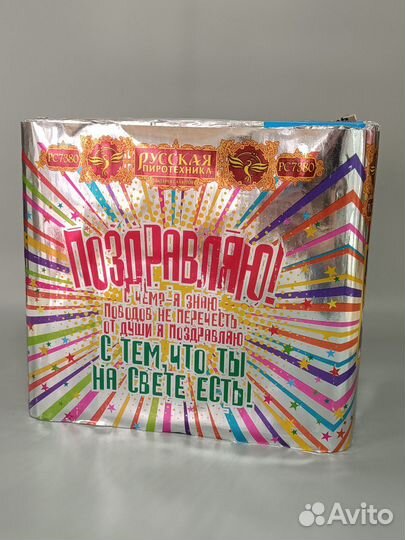 РС7380
РУССКАЯ
ПИРОТЕХНИКА
РС7380
ПОЗДРАВЛЯЮ!
С ЧЕМ? Я ЗНАЮ
ПОВОДОВ НЕ ПЕРЕЧЕСТЬ
ОТ ДУШИ Я ПОЗДРАВЛЯЮ
С ТЕМ, ЧТО ТЫ
НА СВЕТЕ ЕСТЬ!
Avito